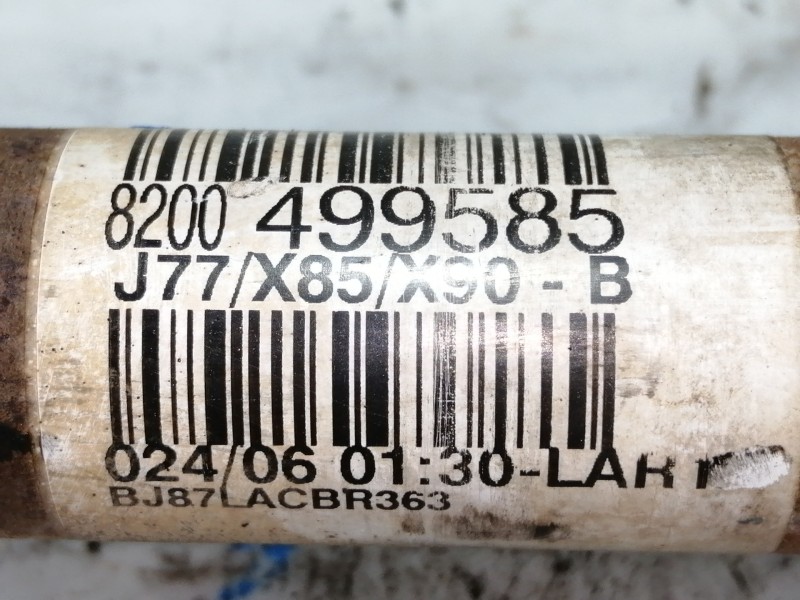 8200 499585
J77/X85/X90 - B
024/06 01:30-LAR
BJ87LACBR363